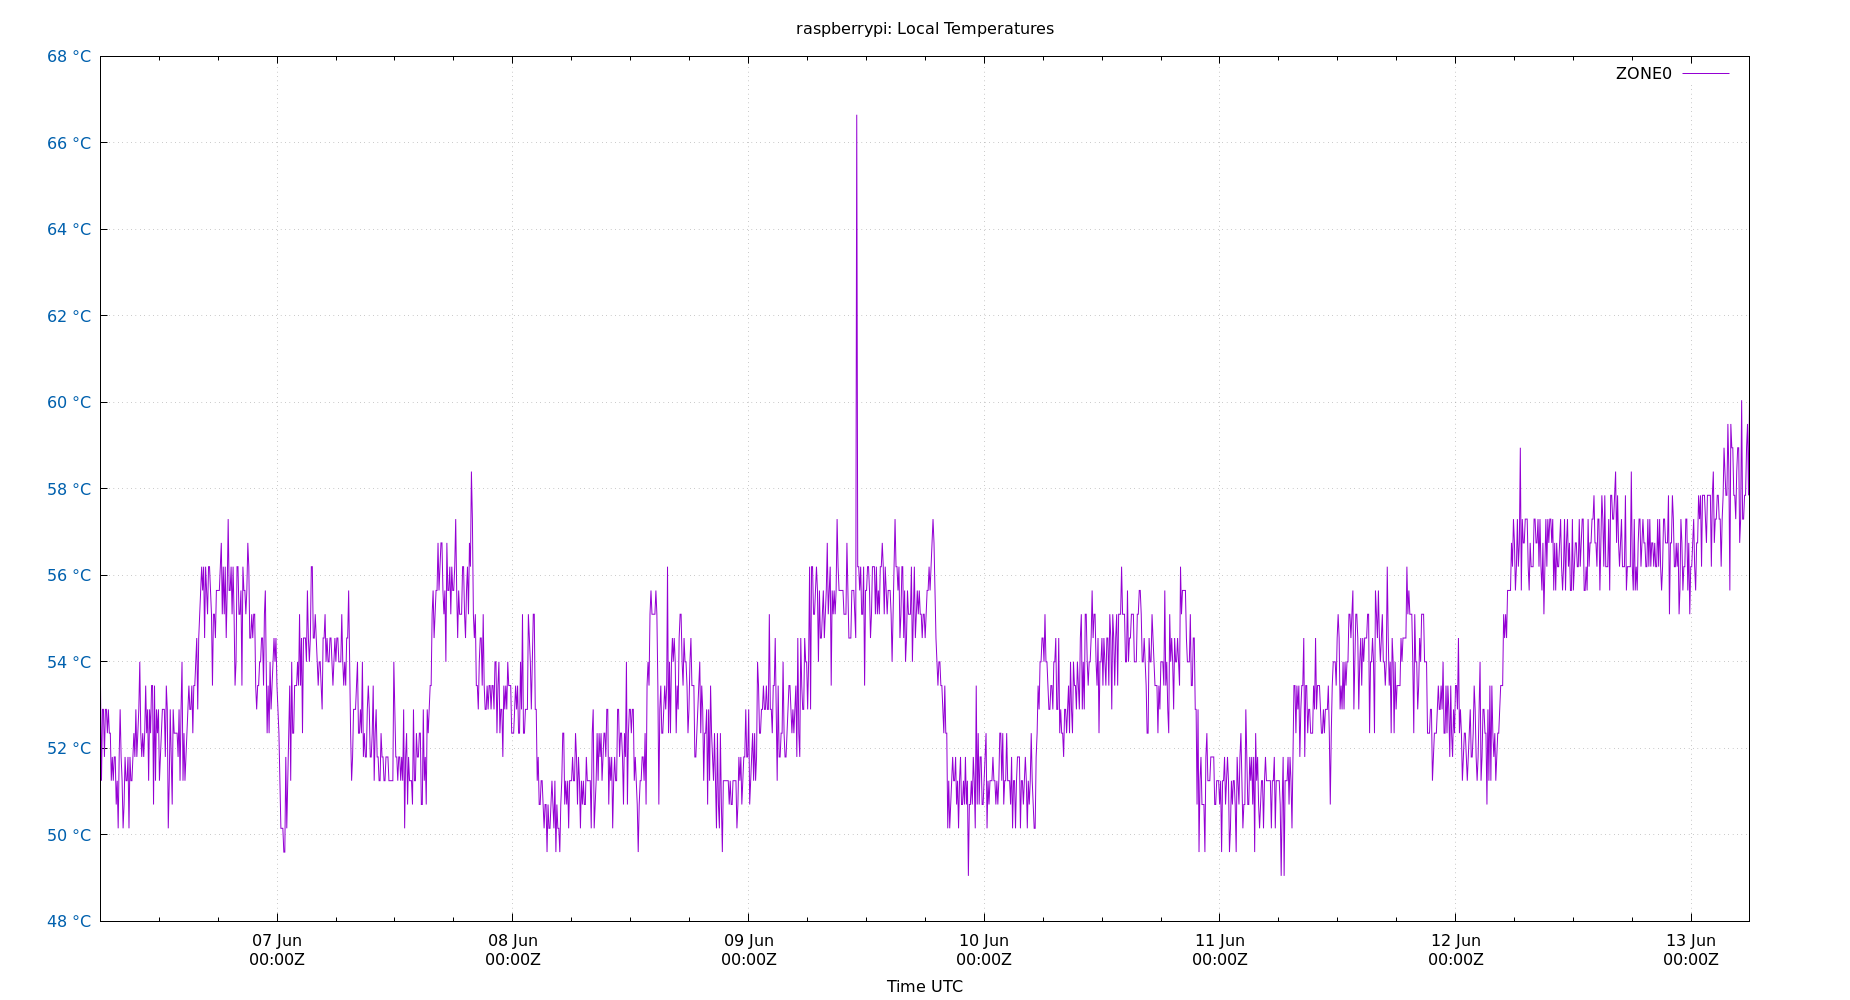 raspberrypi: Local Temperatures
68 °C
ZONE0
66 °C
64 °C
62 °C
60 °C
58 °C
56 °C
54 °C
52 °C
50 °C
48 °C
07 Jun 08 Jun 09 Jun 10 Jun 11 Jun 12 Jun 13 Jun
00:00Z 00:00Z 00:00Z 00:00Z 00:00Z 00:00Z 00:00Z
Time UTC